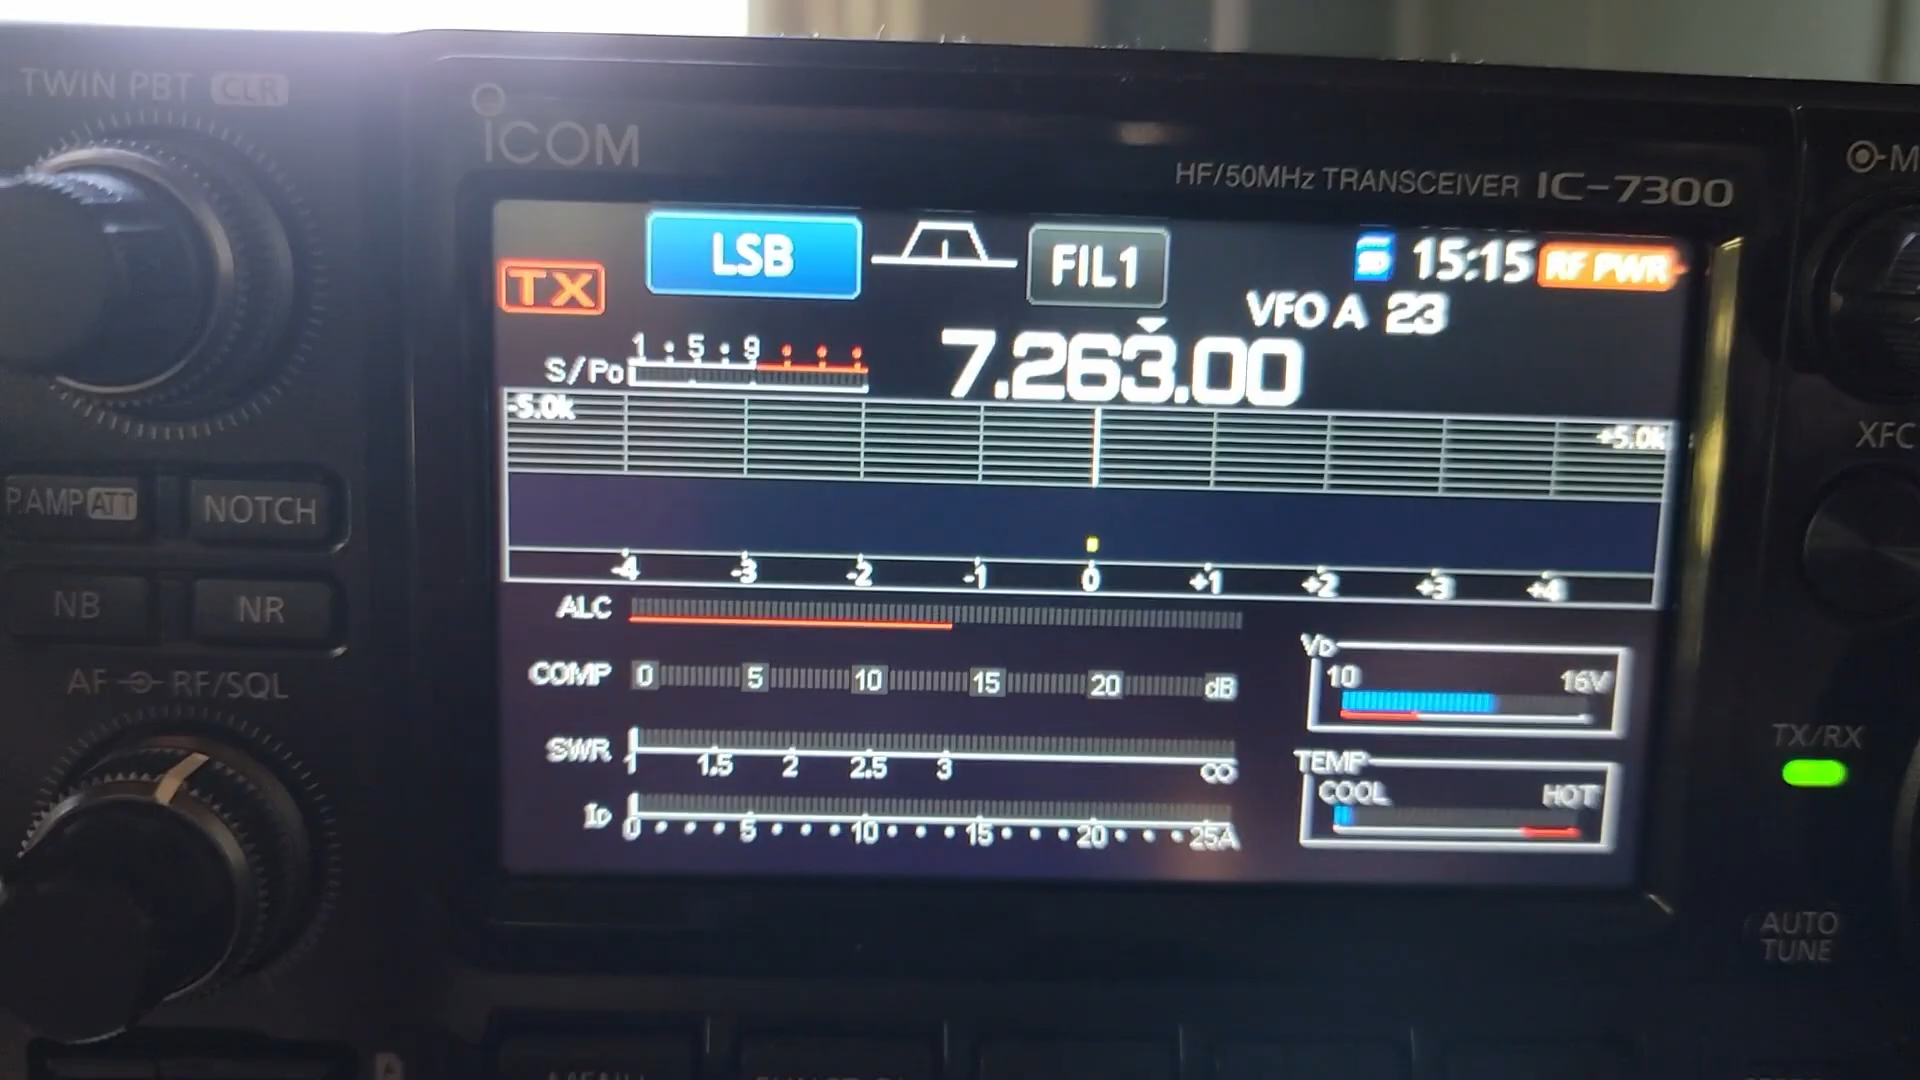 TWIN PBT CLR
ICOM
HF/50MHz TRANSCEIVER IC-7300
TX
LSB
FIL1
15:15
RF PWR
VFO A 23
S/Po
1 5 9
7.263.00
-5.0k
+5.0k
-4 -3 -2 -1 0 +1 +2 +3 +4
ALC
COMP 0 5 10 15 20 dB
SWR 1 1.5 2 2.5 3 ∞
ID 0 5 10 15 20 25A
VD
10 16V
TEMP
COOL HOT
P.AMP ATT
NOTCH
NB
NR
AF RF/SQL
XFC
TX/RX
AUTO
TUNE
MENU